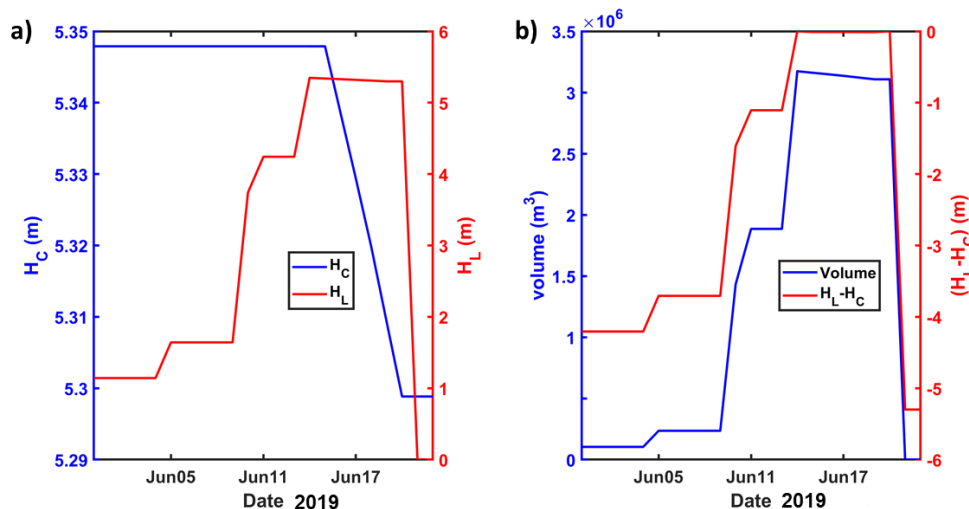 a)
5.35
5.34
5.33
5.32
5.31
5.3
5.29
H_C (m)
6
5
4
3
2
1
0
H_L (m)
H_C
H_L
Jun05 Jun11 Jun17
Date 2019
b)
×10^6
3.5
3
2.5
2
1.5
1
0
volume (m^3)
0
-1
-2
-3
-4
-5
-6
(H_L-H_C) (m)
Volume
H_L-H_C
Jun05 Jun11 Jun17
Date 2019